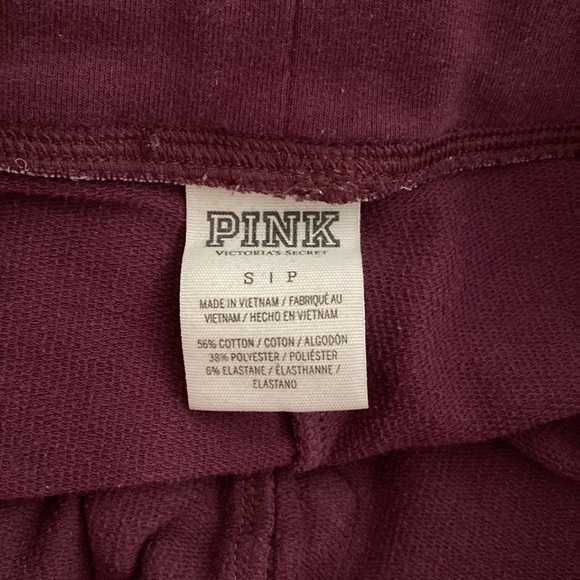 PINK
VICTORIA'S SECRET
S | P
MADE IN VIETNAM / FABRIQUÉ AU
VIETNAM / HECHO EN VIETNAM
56% COTTON / COTON / ALGODÓN
38% POLYESTER / POLIÉSTER
6% ELASTANE / ÉLASTHANNE /
ELASTANO